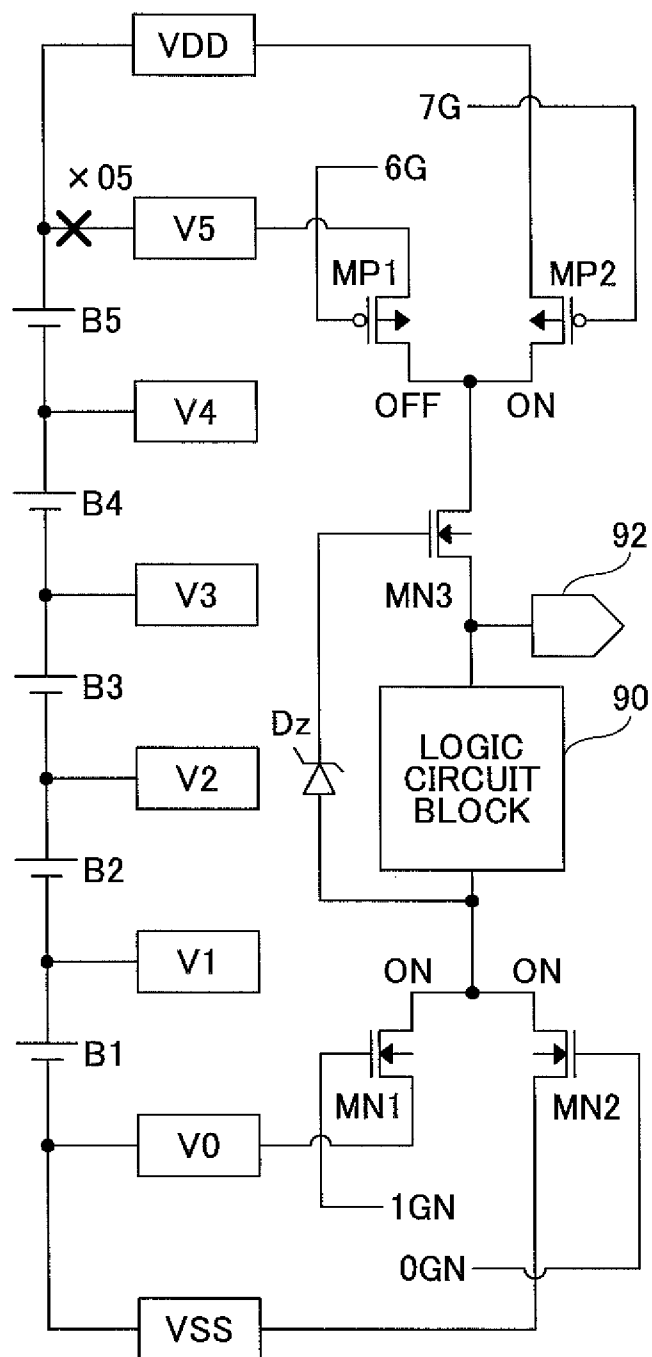 VDD
7G
× 05
6G
V5
MP1
MP2
B5
OFF
ON
V4
B4
92
MN3
V3
B3
90
Dz
LOGIC
CIRCUIT
BLOCK
V2
B2
ON
ON
V1
B1
MN1
MN2
V0
1GN
0GN
VSS